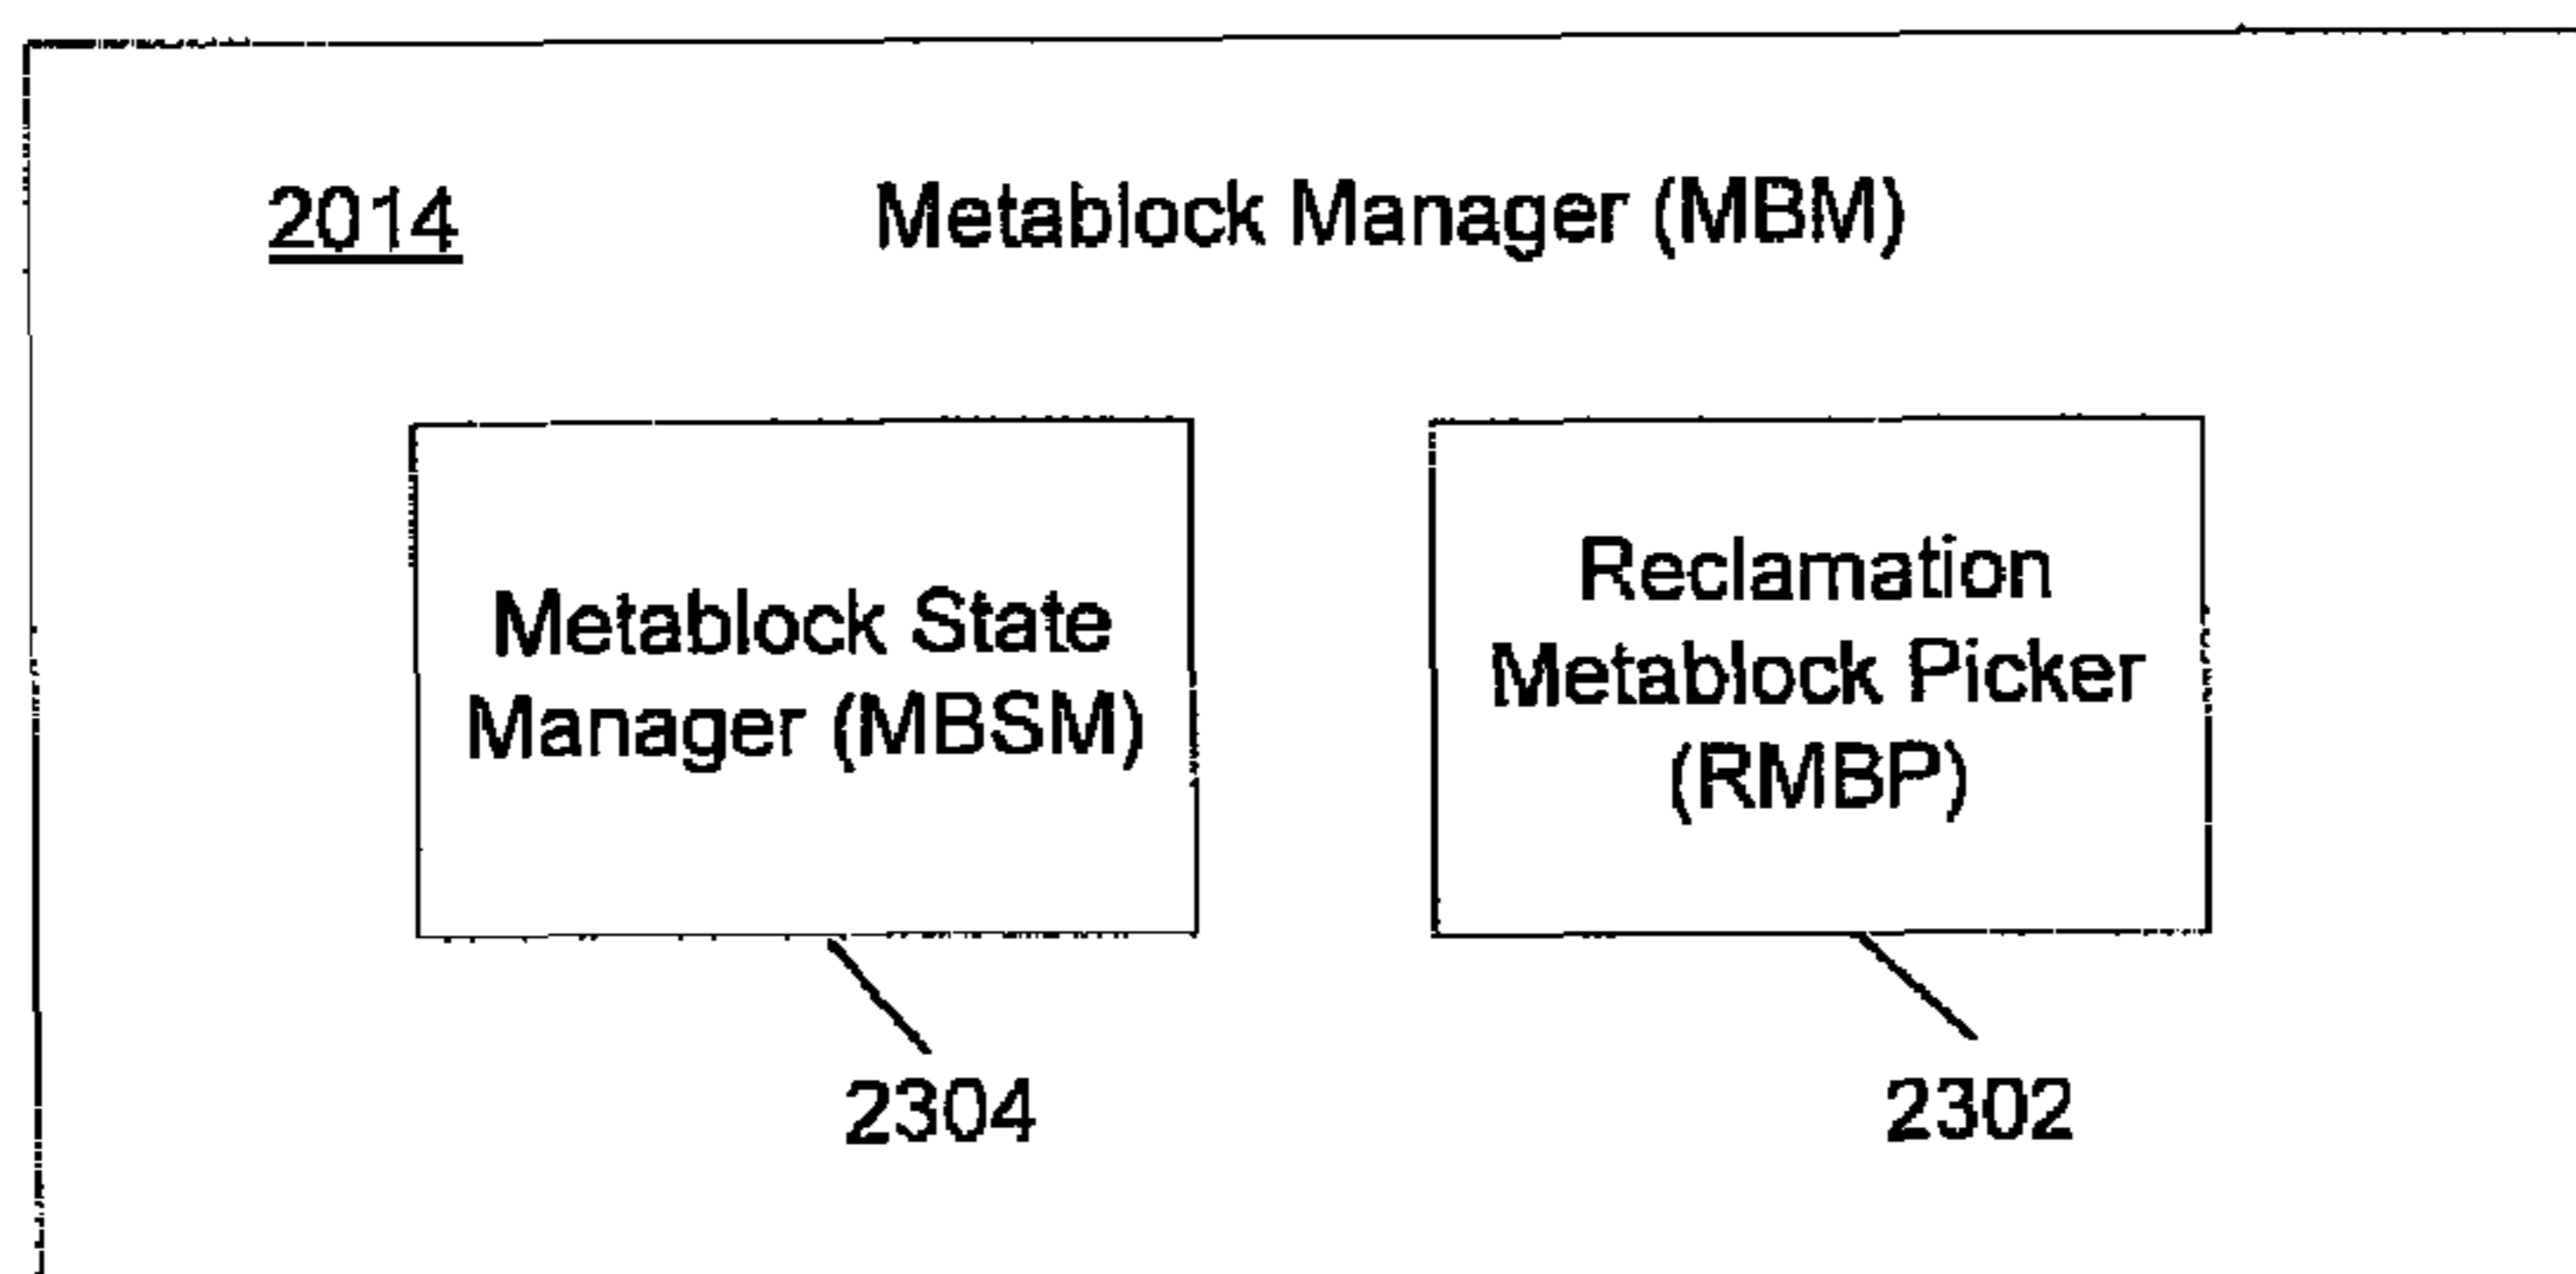 2014
Metablock Manager (MBM)
Metablock State
Manager (MBSM)
Reclamation
Metablock Picker
(RMBP)
2304
2302